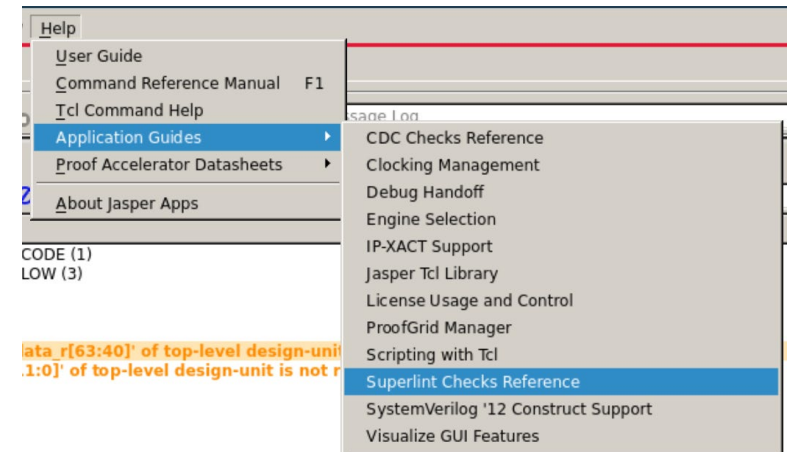 Help
User Guide
Command Reference Manual F1
Tcl Command Help
sage Log
Application Guides
Proof Accelerator Datasheets
About Jasper Apps
CDC Checks Reference
Clocking Management
Debug Handoff
Engine Selection
IP-XACT Support
Jasper Tcl Library
License Usage and Control
ProofGrid Manager
Scripting with Tcl
Superlint Checks Reference
SystemVerilog '12 Construct Support
Visualize GUI Features
CODE (1)
LOW (3)
ata_r[63:40]' of top-level design-unit
.1:0]' of top-level design-unit is not r